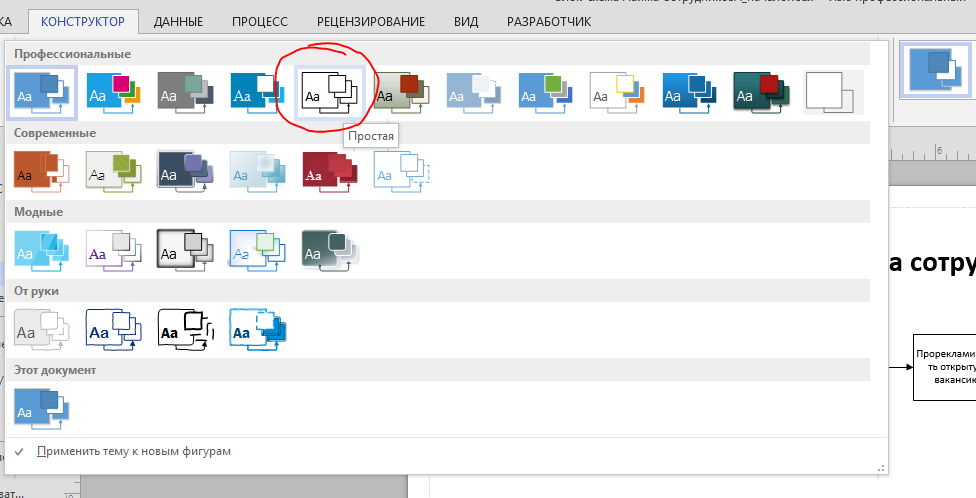 КОНСТРУКТОР ДАННЫЕ ПРОЦЕСС РЕЦЕНЗИРОВАНИЕ ВИД РАЗРАБОТЧИК
Профессиональные
Aa Aa Aa Aa Aa Aa Aa Aa Aa Aa Aa
Простая
6
Современные
Aa Aa Aa Aa Aa Aa
Модные
Aa Aa Aa Aa Aa
а сотру
От руки
Aa Aa Aa Aa
Прореклами
ть открыту
вакансию
Этот документ
Aa
Применить тему к новым фигурам
ват...